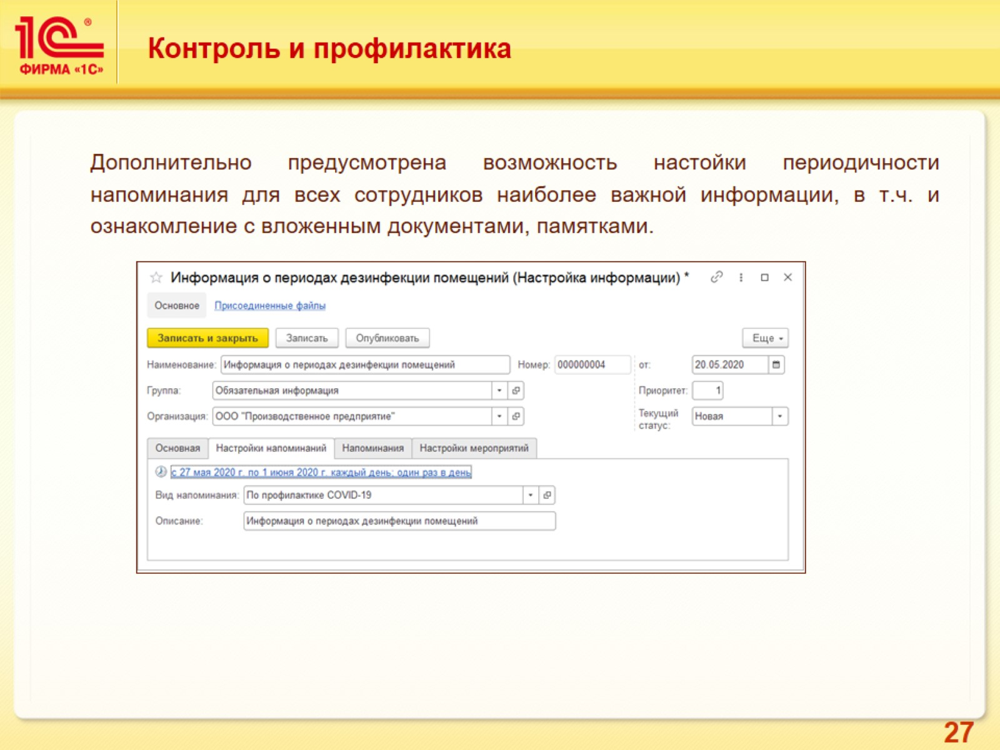 1С ®
ФИРМА «1С»
Контроль и профилактика
Дополнительно предусмотрена возможность настойки периодичности
напоминания для всех сотрудников наиболее важной информации, в т.ч. и
ознакомление с вложенным документами, памятками.
Информация о периодах дезинфекции помещений (Настройка информации) *
Основное Присоединенные файлы
Записать и закрыть Записать Опубликовать Еще
Наименование: Информация о периодах дезинфекции помещений Номер: 000000004 от: 20.05.2020
Группа: Обязательная информация Приоритет: 1
Организация: ООО "Производственное предприятие" Текущий статус: Новая
Основная Настройки напоминаний Напоминания Настройки мероприятий
с 27 мая 2020 г. по 1 июня 2020 г. каждый день; один раз в день
Вид напоминания: По профилактике COVID-19
Описание: Информация о периодах дезинфекции помещений
27